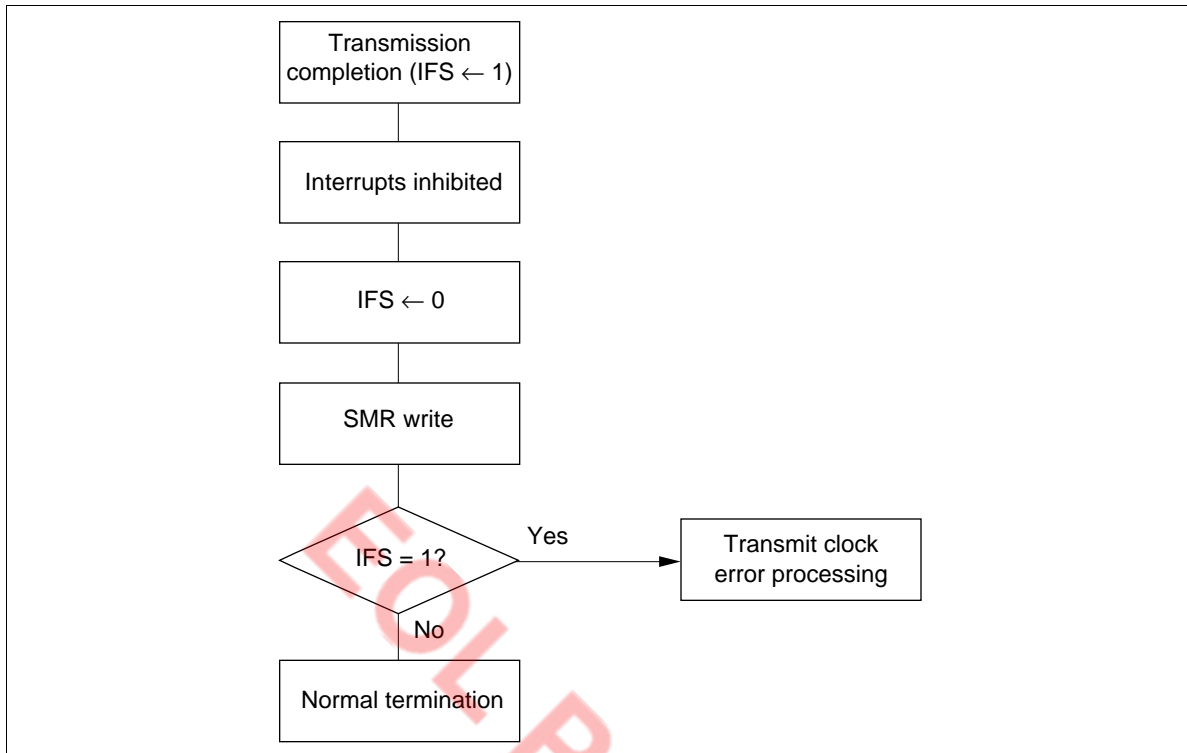 Transmission
completion (IFS ← 1)
Interrupts inhibited
IFS ← 0
SMR write
IFS = 1?
Yes
Transmit clock
error processing
No
Normal termination
EOL P